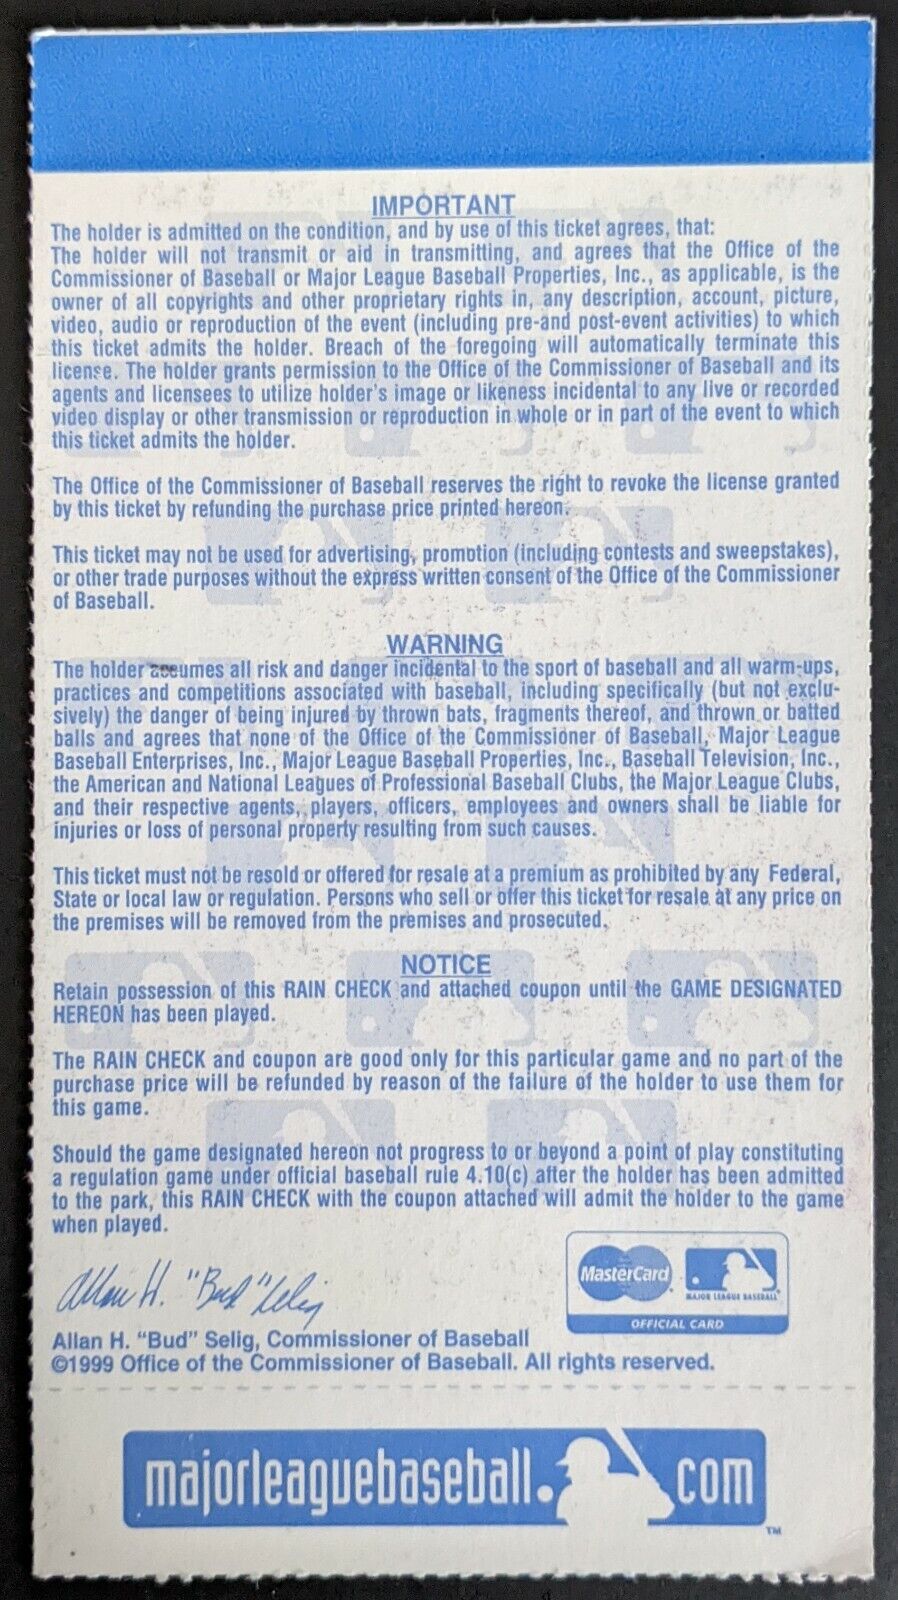 IMPORTANT
The holder is admitted on the condition, and by use of this ticket agrees, that:
The holder will not transmit or aid in transmitting, and agrees that the Office of the
Commissioner of Baseball or Major League Baseball Properties, Inc., as applicable, is the
owner of all copyrights and other proprietary rights in, any description, account, picture,
video, audio or reproduction of the event (including pre-and post-event activities) to which
this ticket admits the holder. Breach of the foregoing will automatically terminate this
license. The holder grants permission to the Office of the Commissioner of Baseball and its
agents and licensees to utilize holder's image or likeness incidental to any live or recorded
video display or other transmission or reproduction in whole or in part of the event to which
this ticket admits the holder.
The Office of the Commissioner of Baseball reserves the right to revoke the license granted
by this ticket by refunding the purchase price printed hereon.
This ticket may not be used for advertising, promotion (including contests and sweepstakes),
or other trade purposes without the express written consent of the Office of the Commissioner
of Baseball.
WARNING
The holder assumes all risk and danger incidental to the sport of baseball and all warm-ups,
practices and competitions associated with baseball, including specifically (but not exclu-
sively) the danger of being injured by thrown bats, fragments thereof, and thrown or batted
balls and agrees that none of the Office of the Commissioner of Baseball, Major League
Baseball Enterprises, Inc., Major League Baseball Properties, Inc., Baseball Television, Inc.,
the American and National Leagues of Professional Baseball Clubs, the Major League Clubs,
and their respective agents, players, officers, employees and owners shall be liable for
injuries or loss of personal property resulting from such causes.
This ticket must not be resold or offered for resale at a premium as prohibited by any Federal,
State or local law or regulation. Persons who sell or offer this ticket for resale at any price on
the premises will be removed from the premises and prosecuted.
NOTICE
Retain possession of this RAIN CHECK and attached coupon until the GAME DESIGNATED
HEREON has been played.
The RAIN CHECK and coupon are good only for this particular game and no part of the
purchase price will be refunded by reason of the failure of the holder to use them for
this game.
Should the game designated hereon not progress to or beyond a point of play constituting
a regulation game under official baseball rule 4.10(c) after the holder has been admitted
to the park, this RAIN CHECK with the coupon attached will admit the holder to the game
when played.
Allan H. "Bud" Selig
MasterCard
MAJOR LEAGUE BASEBALL
OFFICIAL CARD
Allan H. "Bud" Selig, Commissioner of Baseball
©1999 Office of the Commissioner of Baseball. All rights reserved.
majorleaguebaseball.com
TM